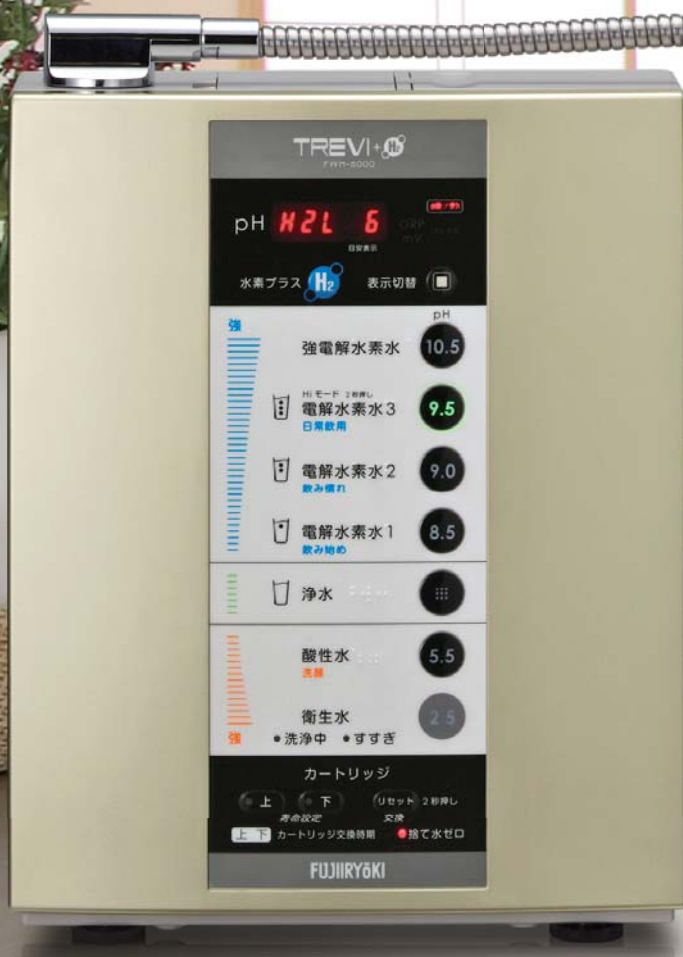 TREVI+H2
FWH-6000
pH H2L 6 ORP
mV
目安表示
水素プラス H2 表示切替
pH
強
強電解水素水 10.5
Hiモード 2秒押し
電解水素水3 9.5
日常飲用
電解水素水2 9.0
飲み慣れ
電解水素水1 8.5
飲み始め
浄水
酸性水 5.5
洗顔
衛生水 2.5
強 •洗浄中 •すすぎ
カートリッジ
上 下 リセット 2秒押し
寿命設定 交換
上 下 カートリッジ交換時期 捨て水ゼロ
FUJIIRYŌKI